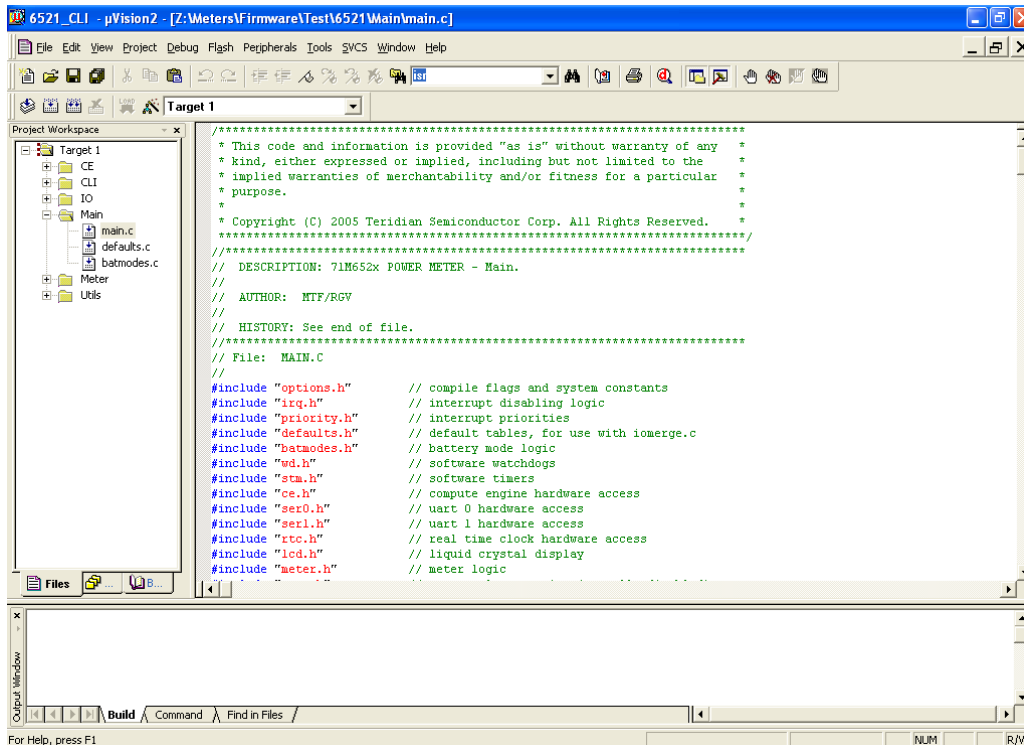 6521_CLI - µVision2 - [Z:\Meters\Firmware\Test\6521\Main\main.c]
File Edit View Project Debug Flash Peripherals Tools SVCS Window Help
isr
LOAD
Target 1
Project Workspace
Target 1
CE
CLI
IO
Main
main.c
defaults.c
batmodes.c
Meter
Utils
Files
B...
/***************************************************************************
* This code and information is provided "as is" without warranty of any *
* kind, either expressed or implied, including but not limited to the *
* implied warranties of merchantability and/or fitness for a particular *
* purpose. *
* *
* Copyright (C) 2005 Teridian Semiconductor Corp. All Rights Reserved. *
***************************************************************************/
//**************************************************************************
// DESCRIPTION: 71M652x POWER METER - Main.
//
// AUTHOR: MTF/RGV
//
// HISTORY: See end of file.
//**************************************************************************
// File: MAIN.C
//
#include "options.h" // compile flags and system constants
#include "irq.h" // interrupt disabling logic
#include "priority.h" // interrupt priorities
#include "defaults.h" // default tables, for use with iomerge.c
#include "batmodes.h" // battery mode logic
#include "wd.h" // software watchdogs
#include "stm.h" // software timers
#include "ce.h" // compute engine hardware access
#include "ser0.h" // uart 0 hardware access
#include "ser1.h" // uart 1 hardware access
#include "rtc.h" // real time clock hardware access
#include "lcd.h" // liquid crystal display
#include "meter.h" // meter logic
Output Window
Build Command Find in Files
For Help, press F1
NUM
R/W